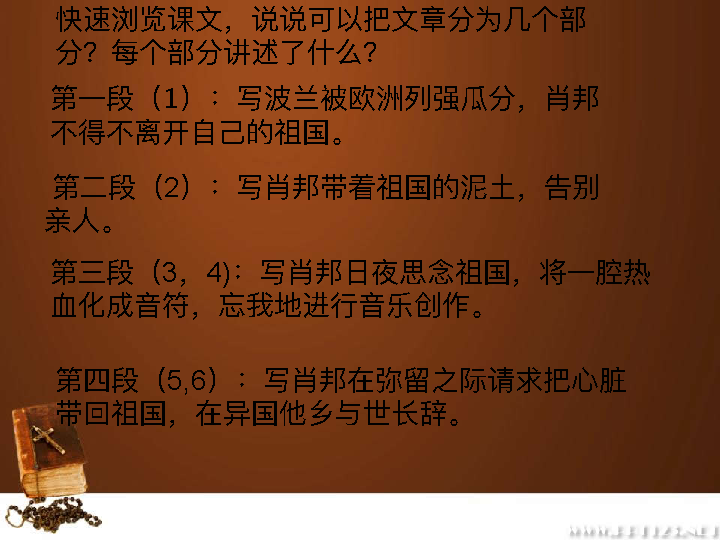 快速浏览课文，说说可以把文章分为几个部
分？每个部分讲述了什么？
第一段（1）：写波兰被欧洲列强瓜分，肖邦
不得不离开自己的祖国。
第二段（2）：写肖邦带着祖国的泥土，告别
亲人。
第三段（3，4)：写肖邦日夜思念祖国，将一腔热
血化成音符，忘我地进行音乐创作。
第四段（5,6）：写肖邦在弥留之际请求把心脏
带回祖国，在异国他乡与世长辞。